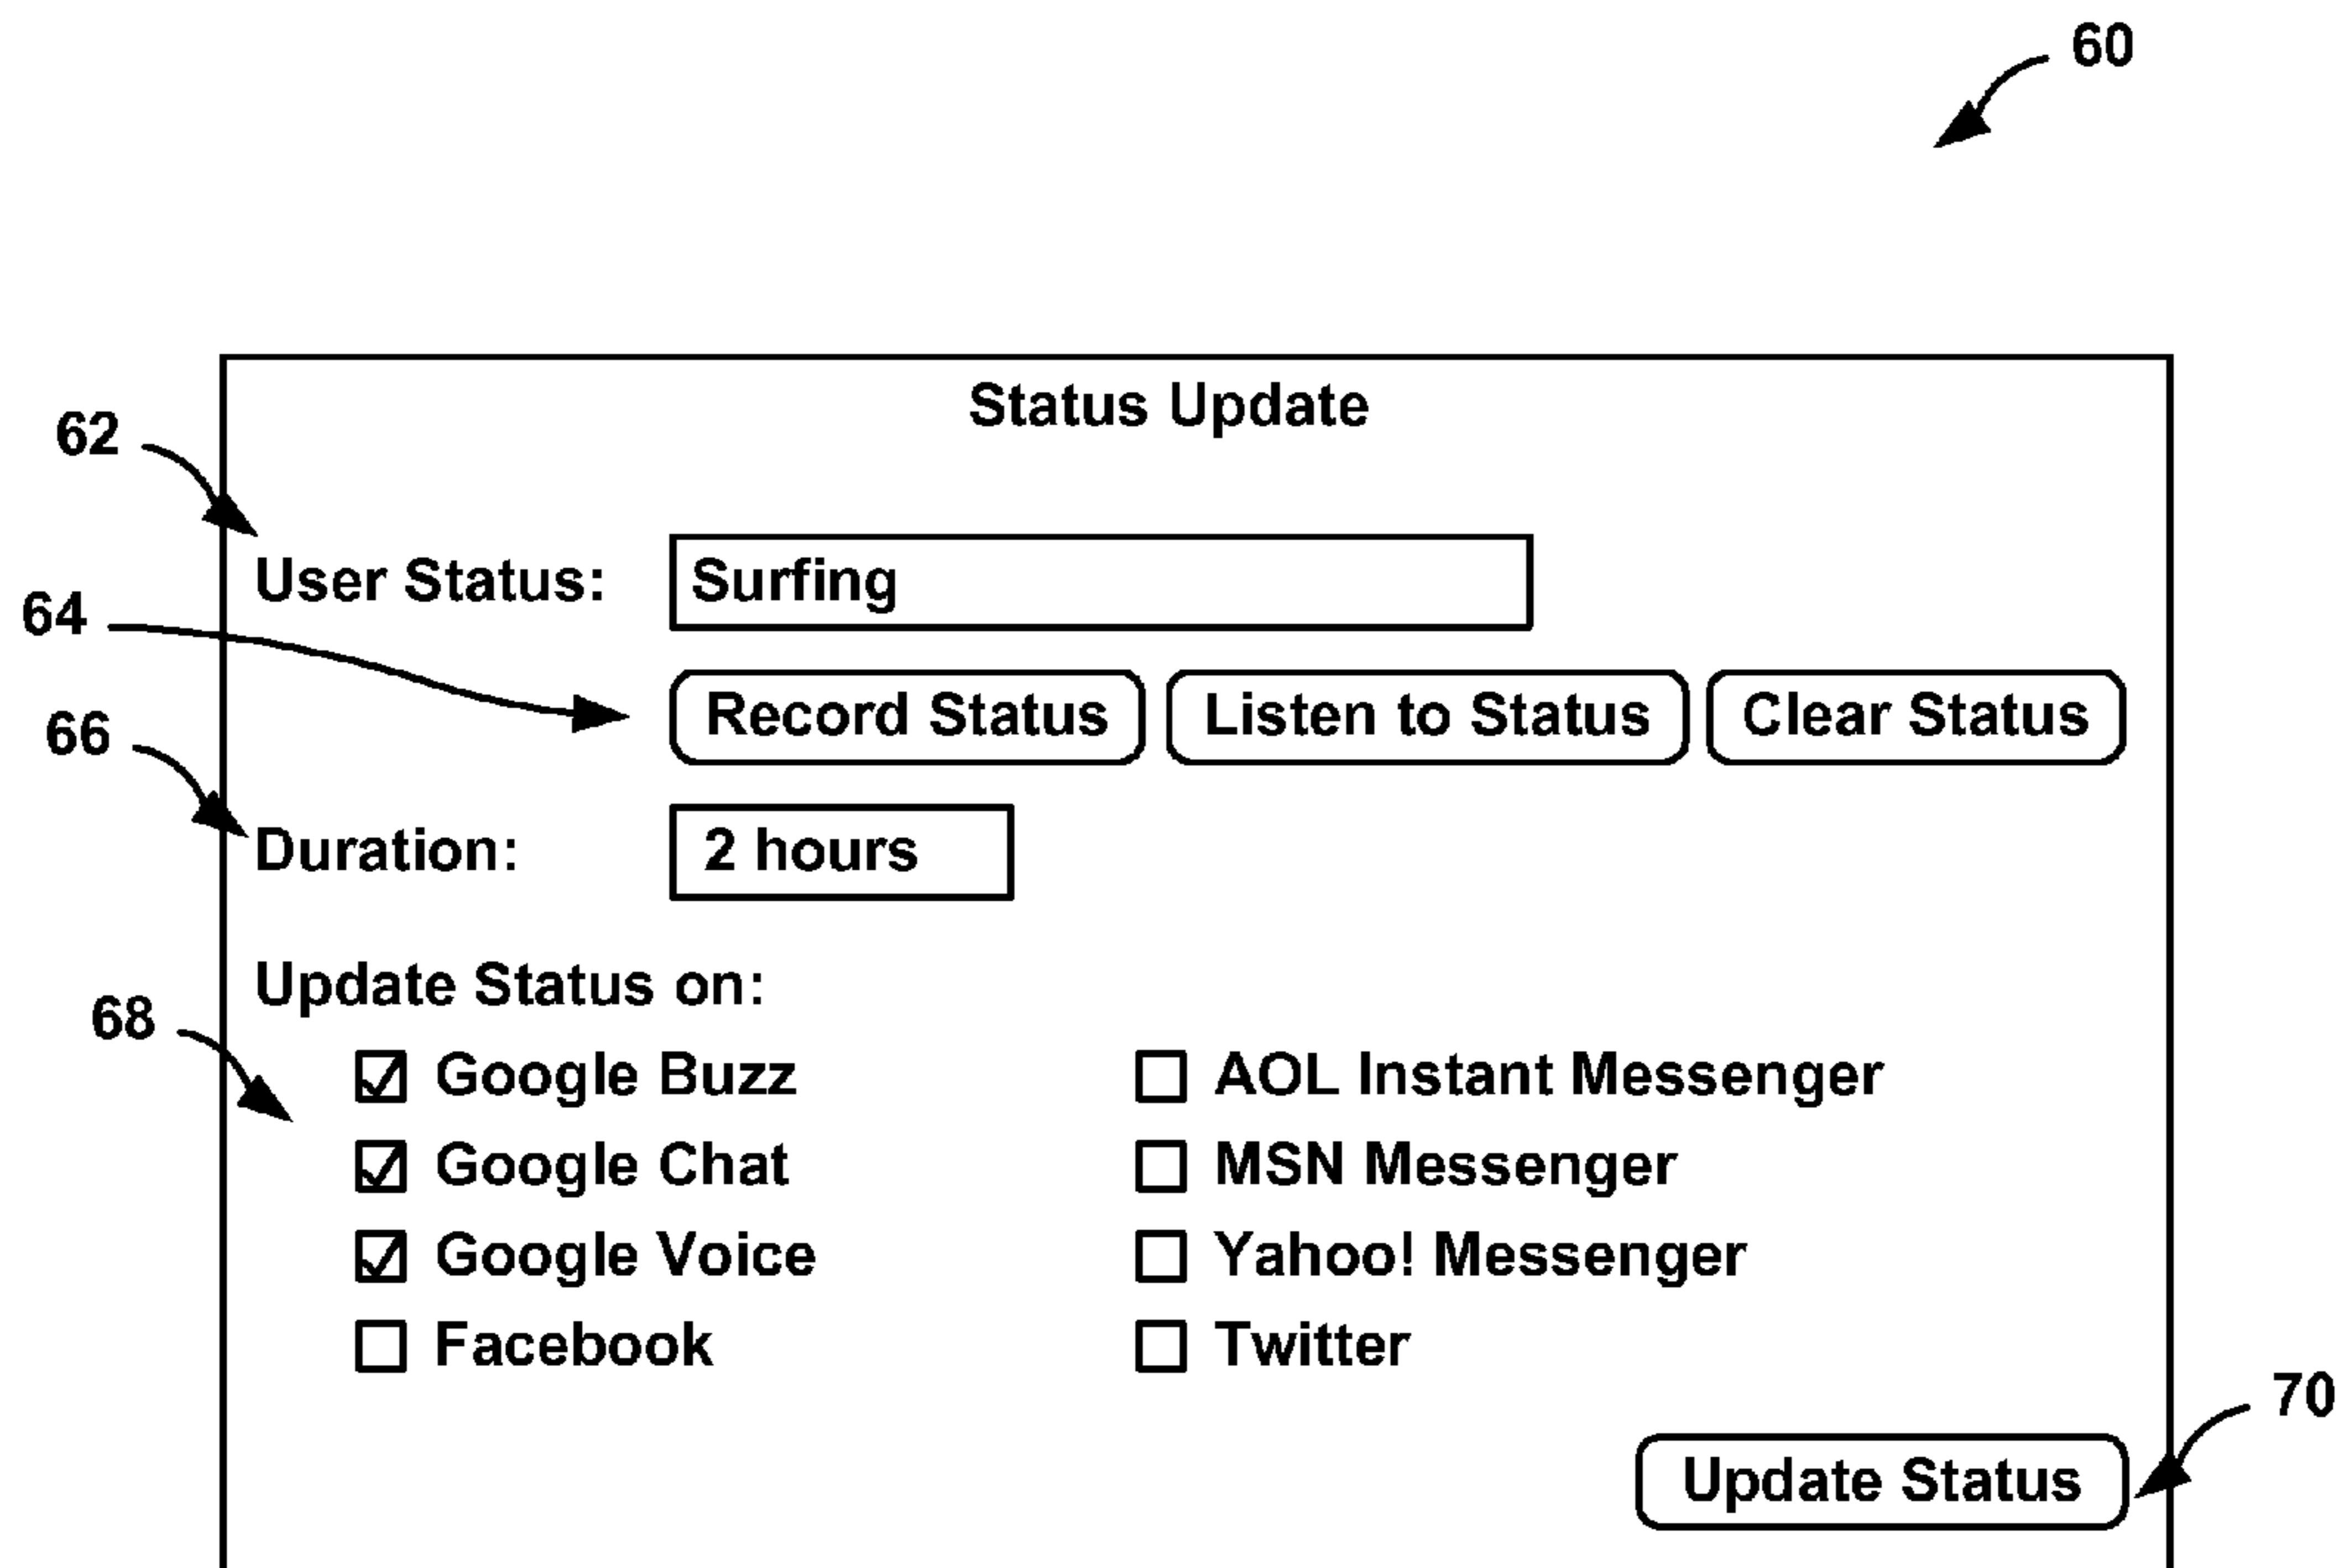 60
Status Update
62
User Status: Surfing
64
Record Status Listen to Status Clear Status
66
Duration: 2 hours
Update Status on:
68
Google Buzz AOL Instant Messenger
Google Chat MSN Messenger
Google Voice Yahoo! Messenger
Facebook Twitter
70
Update Status